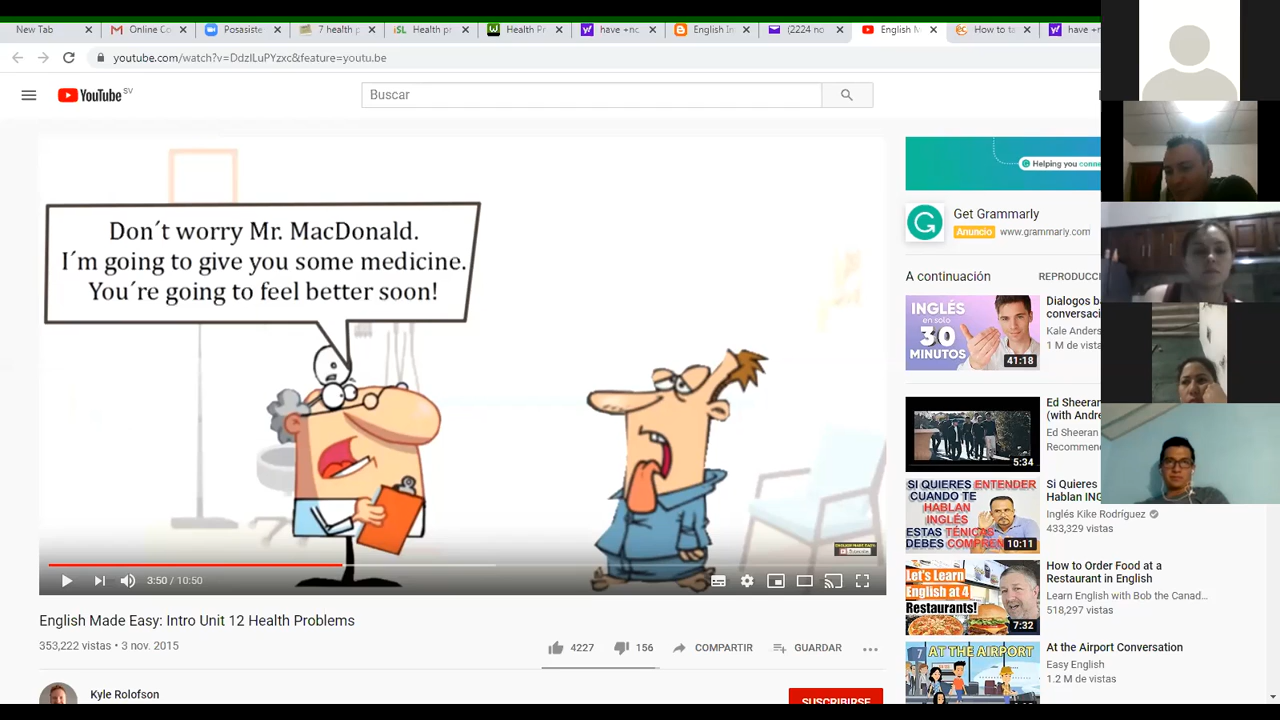 New Tab
Online Co
Posasiste
7 healthy
Health pr
Health Pr
have +no
English In
(2224 no
English M
How to ta
have +n
youtube.com/watch?v=DdzILuPYzxc&feature=youtu.be
YouTube SV
Buscar
Don´t worry Mr. MacDonald.
I´m going to give you some medicine.
You´re going to feel better soon!
3:50 / 10:50
English Made Easy: Intro Unit 12 Health Problems
353,222 vistas • 3 nov. 2015
4227
156
COMPARTIR
GUARDAR
Kyle Rolofson
SUSCRIBIRSE
Helping you conne
Get Grammarly
Anuncio www.grammarly.com
A continuación
REPRODUCC
INGLÉS
EN SOLO
30
MINUTOS
41:18
Dialogos ba
conversaci
Kale Anders
1 M de vista
5:34
Ed Sheeran
(with Andre
Ed Sheeran
Recommen
SI QUIERES ENTENDER
CUANDO TE
HABLAN
INGLÉS
ESTAS TÉNICAS
DEBES COMPREN
10:11
Si Quieres
Hablan ING
Inglés Kike Rodríguez
433,329 vistas
Let's Learn
English at 4
Restaurants!
7:32
How to Order Food at a
Restaurant in English
Learn English with Bob the Canad...
518,297 vistas
AT THE AIRPORT
At the Airport Conversation
Easy English
1.2 M de vistas